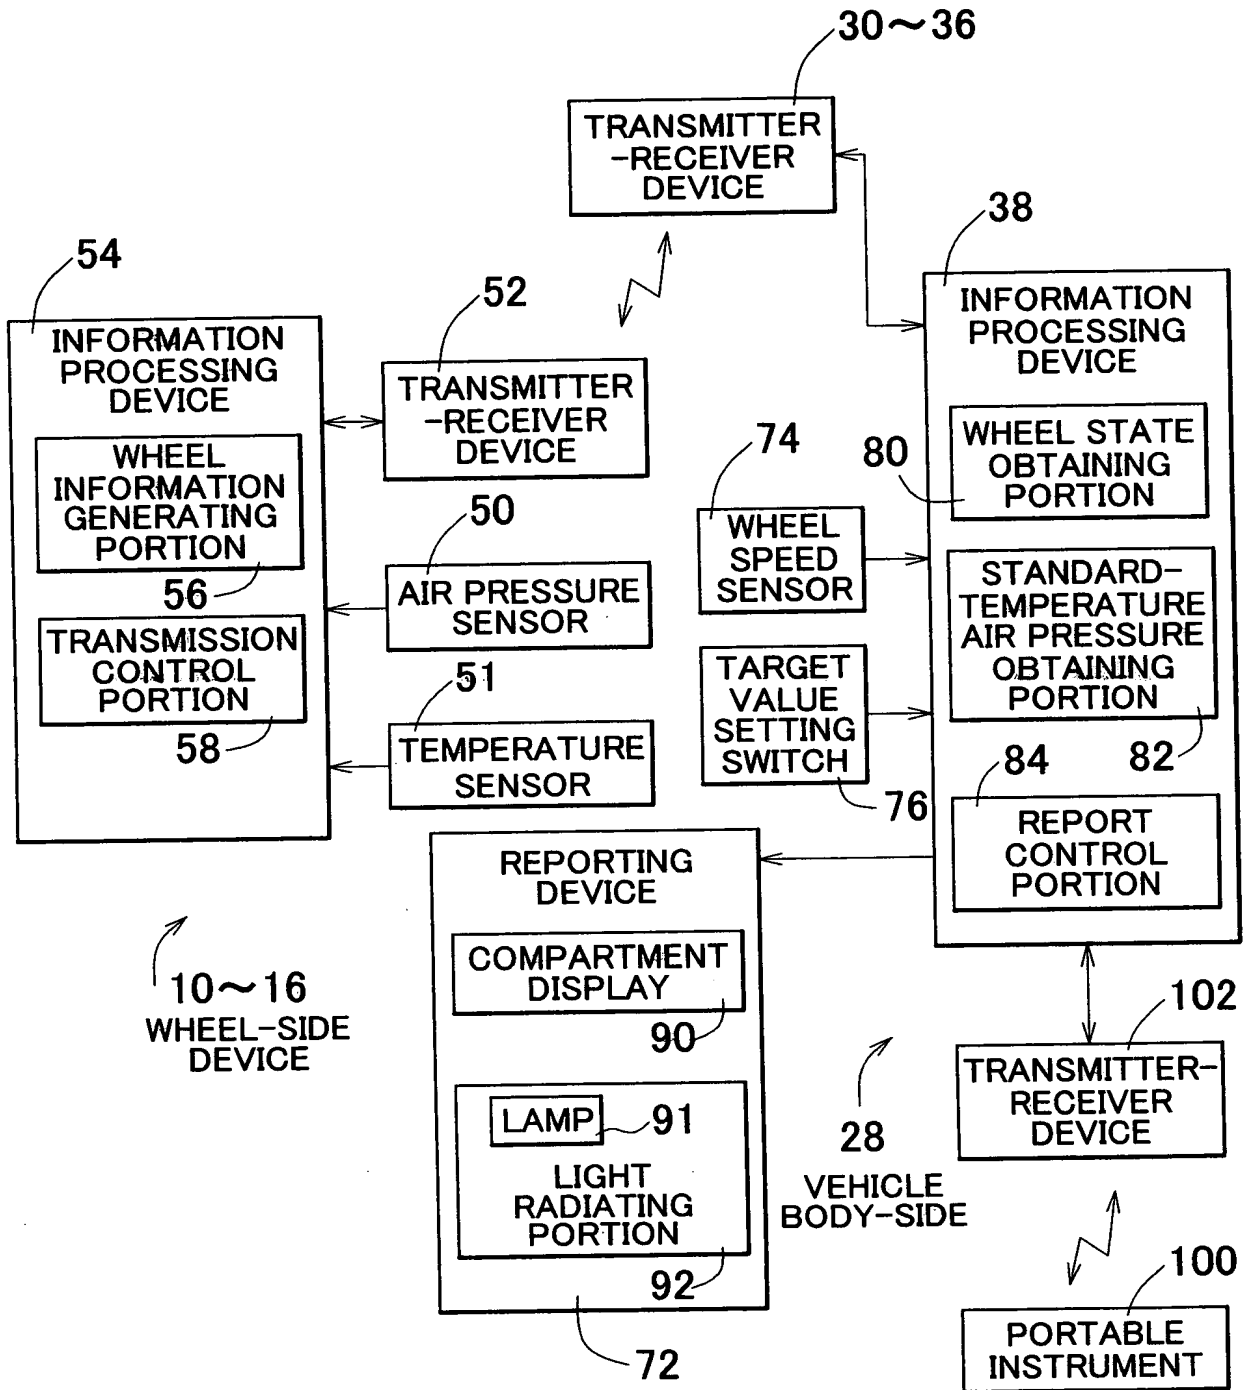 30~36
TRANSMITTER
-RECEIVER
DEVICE
54
INFORMATION
PROCESSING
DEVICE
WHEEL
INFORMATION
GENERATING
PORTION
56
TRANSMISSION
CONTROL
PORTION
58
52
TRANSMITTER
-RECEIVER
DEVICE
50
AIR PRESSURE
SENSOR
51
TEMPERATURE
SENSOR
38
INFORMATION
PROCESSING
DEVICE
WHEEL STATE
OBTAINING
PORTION
80
74
WHEEL
SPEED
SENSOR
STANDARD-
TEMPERATURE
AIR PRESSURE
OBTAINING
PORTION
82
TARGET
VALUE
SETTING
SWITCH
76
84
REPORT
CONTROL
PORTION
REPORTING
DEVICE
COMPARTMENT
DISPLAY
90
LAMP
91
LIGHT
RADIATING
PORTION
92
72
10~16
WHEEL-SIDE
DEVICE
28
VEHICLE
BODY-SIDE
102
TRANSMITTER-
RECEIVER
DEVICE
100
PORTABLE
INSTRUMENT